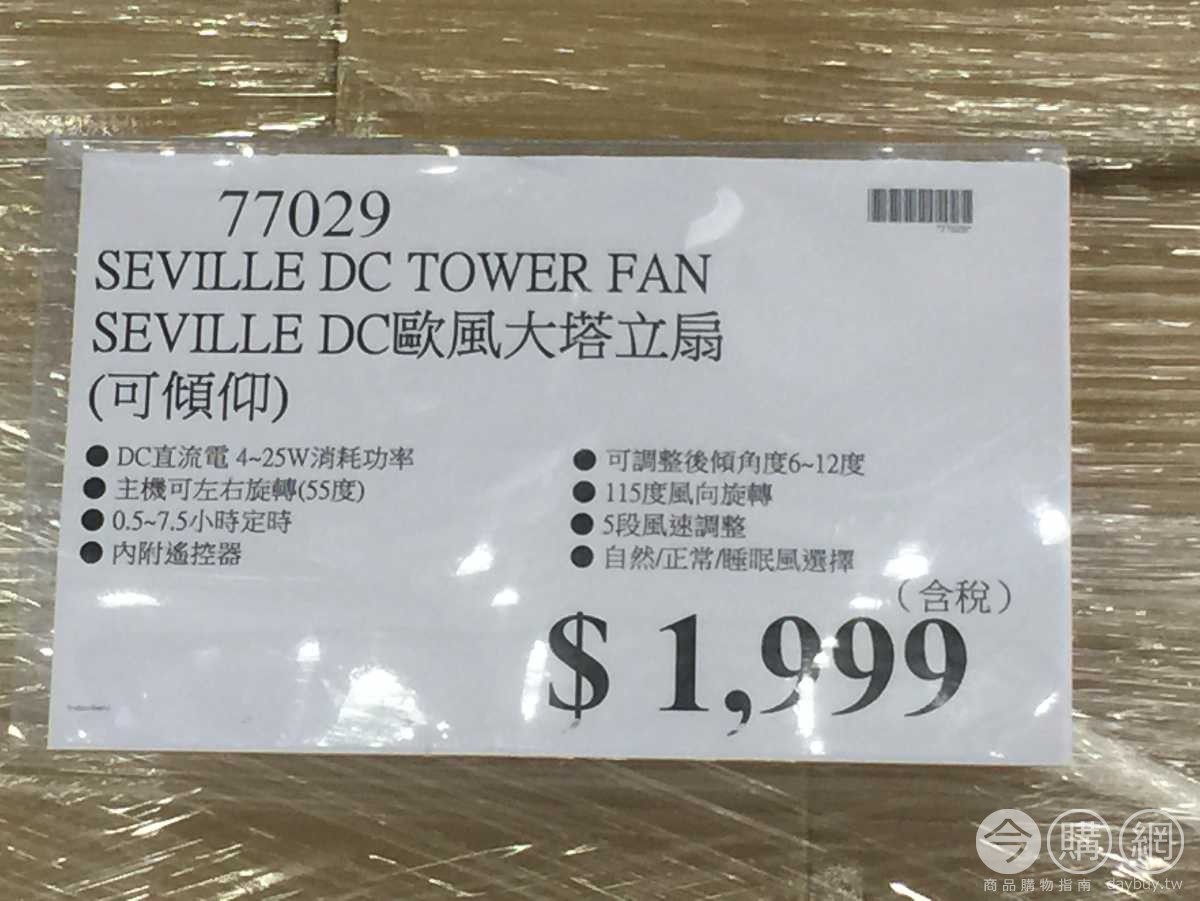 77029
*77029*
SEVILLE DC TOWER FAN
SEVILLE DC歐風大塔立扇
(可傾仰)
● DC直流電 4~25W消耗功率
● 主機可左右旋轉(55度)
● 0.5~7.5小時定時
● 內附遙控器
● 可調整後傾角度6~12度
● 115度風向旋轉
● 5段風速調整
● 自然/正常/睡眠風選擇
（含稅）
$ 1,999
今購網
商品購物指南 daybuy.tw